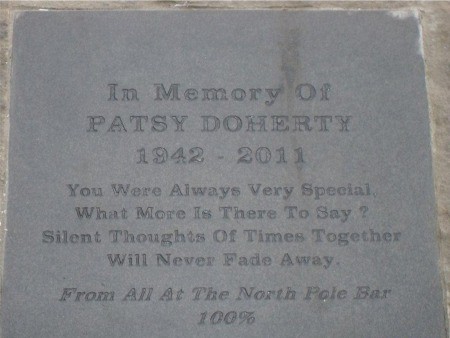 In Memory Of
PATSY DOHERTY
1942 - 2011
You Were Always Very Special.
What More Is There To Say ?
Silent Thoughts Of Times Together
Will Never Fade Away.
From All At The North Pole Bar
100%